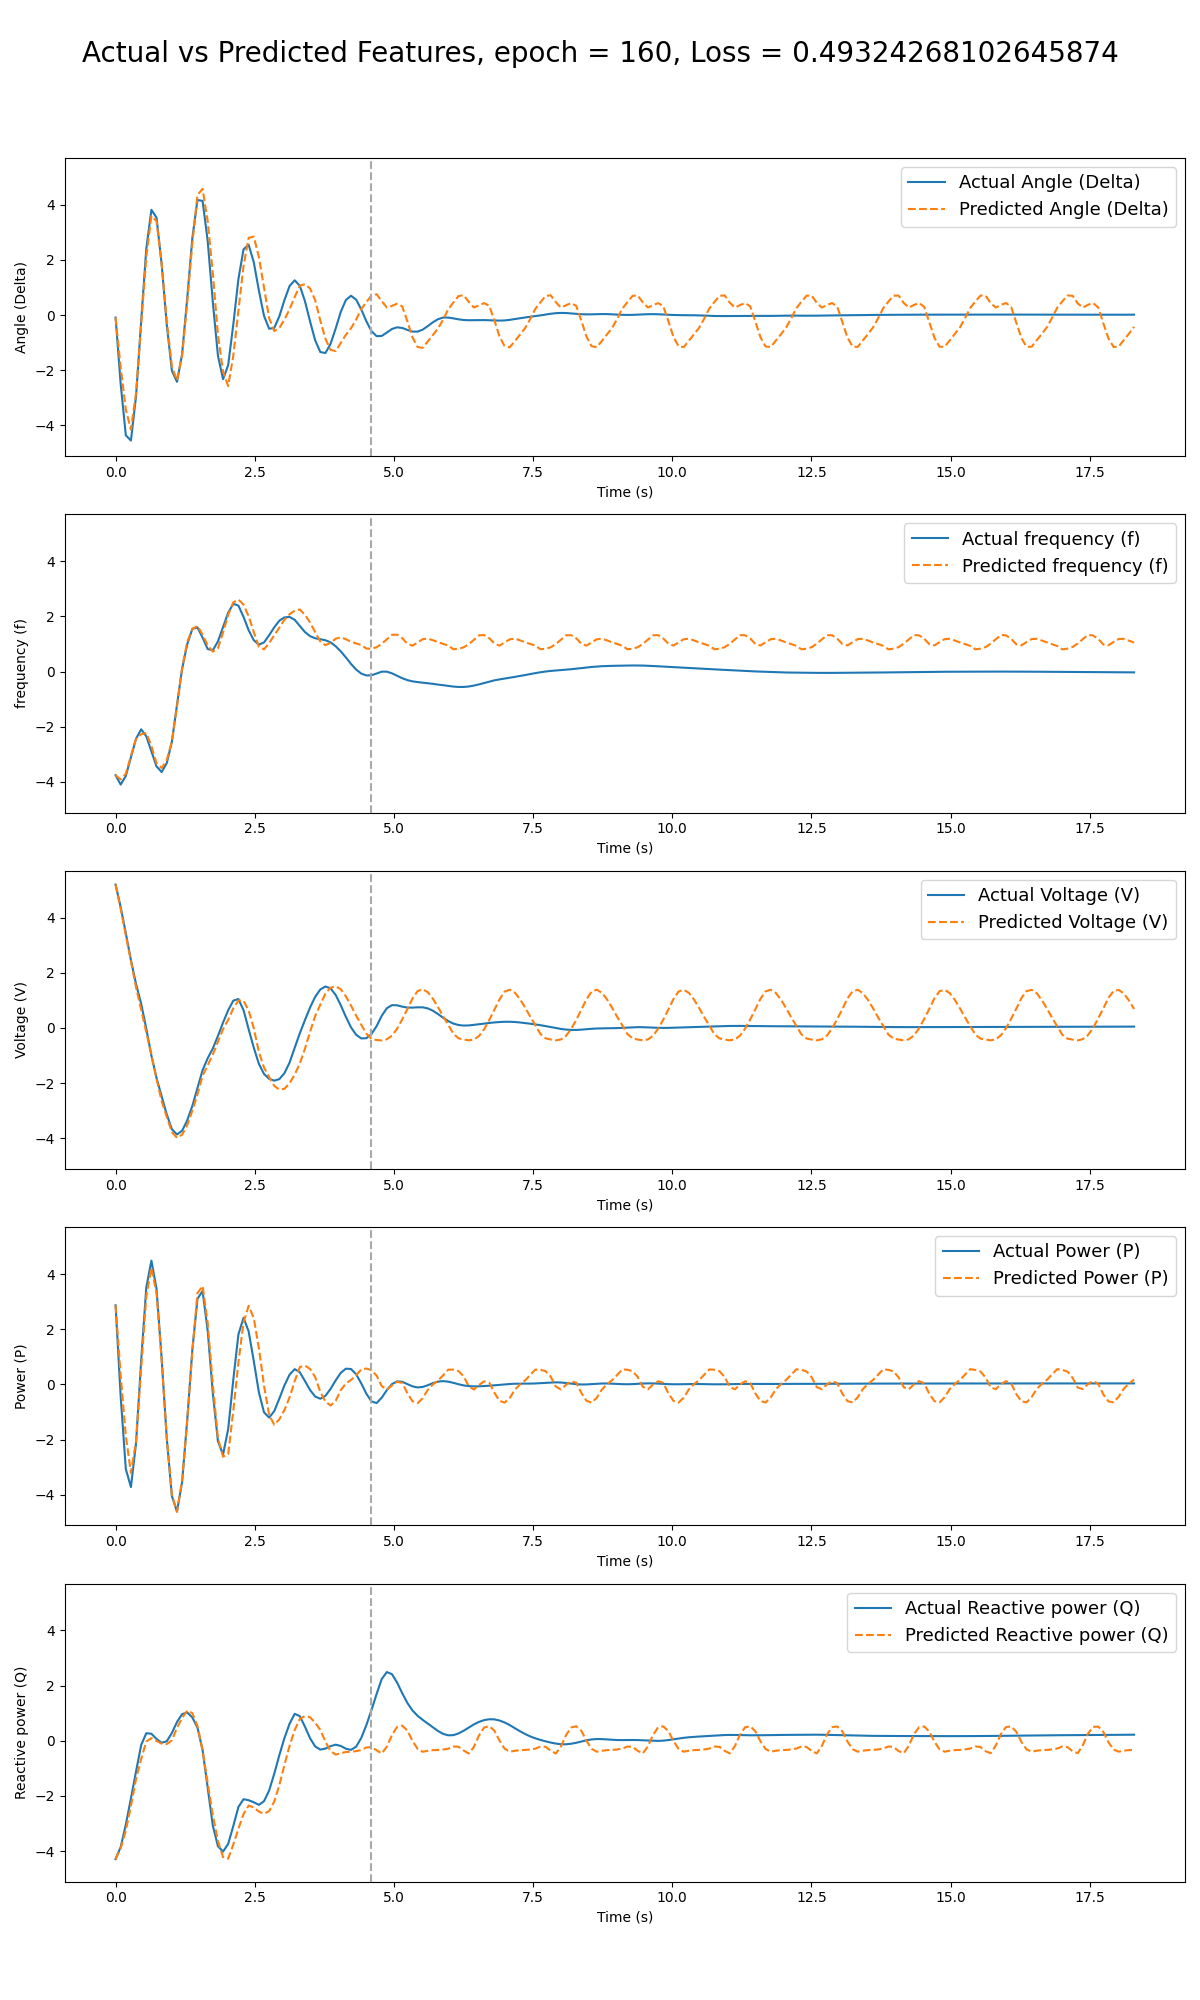 Actual vs Predicted Features, epoch = 160, Loss = 0.49324268102645874
Actual Angle (Delta)
Predicted Angle (Delta)
Angle (Delta)
4
2
0
−2
−4
0.0 2.5 5.0 7.5 10.0 12.5 15.0 17.5
Time (s)
Actual frequency (f)
Predicted frequency (f)
frequency (f)
4
2
0
−2
−4
0.0 2.5 5.0 7.5 10.0 12.5 15.0 17.5
Time (s)
Actual Voltage (V)
Predicted Voltage (V)
Voltage (V)
4
2
0
−2
−4
0.0 2.5 5.0 7.5 10.0 12.5 15.0 17.5
Time (s)
Actual Power (P)
Predicted Power (P)
Power (P)
4
2
0
−2
−4
0.0 2.5 5.0 7.5 10.0 12.5 15.0 17.5
Time (s)
Actual Reactive power (Q)
Predicted Reactive power (Q)
Reactive power (Q)
4
2
0
−2
−4
0.0 2.5 5.0 7.5 10.0 12.5 15.0 17.5
Time (s)